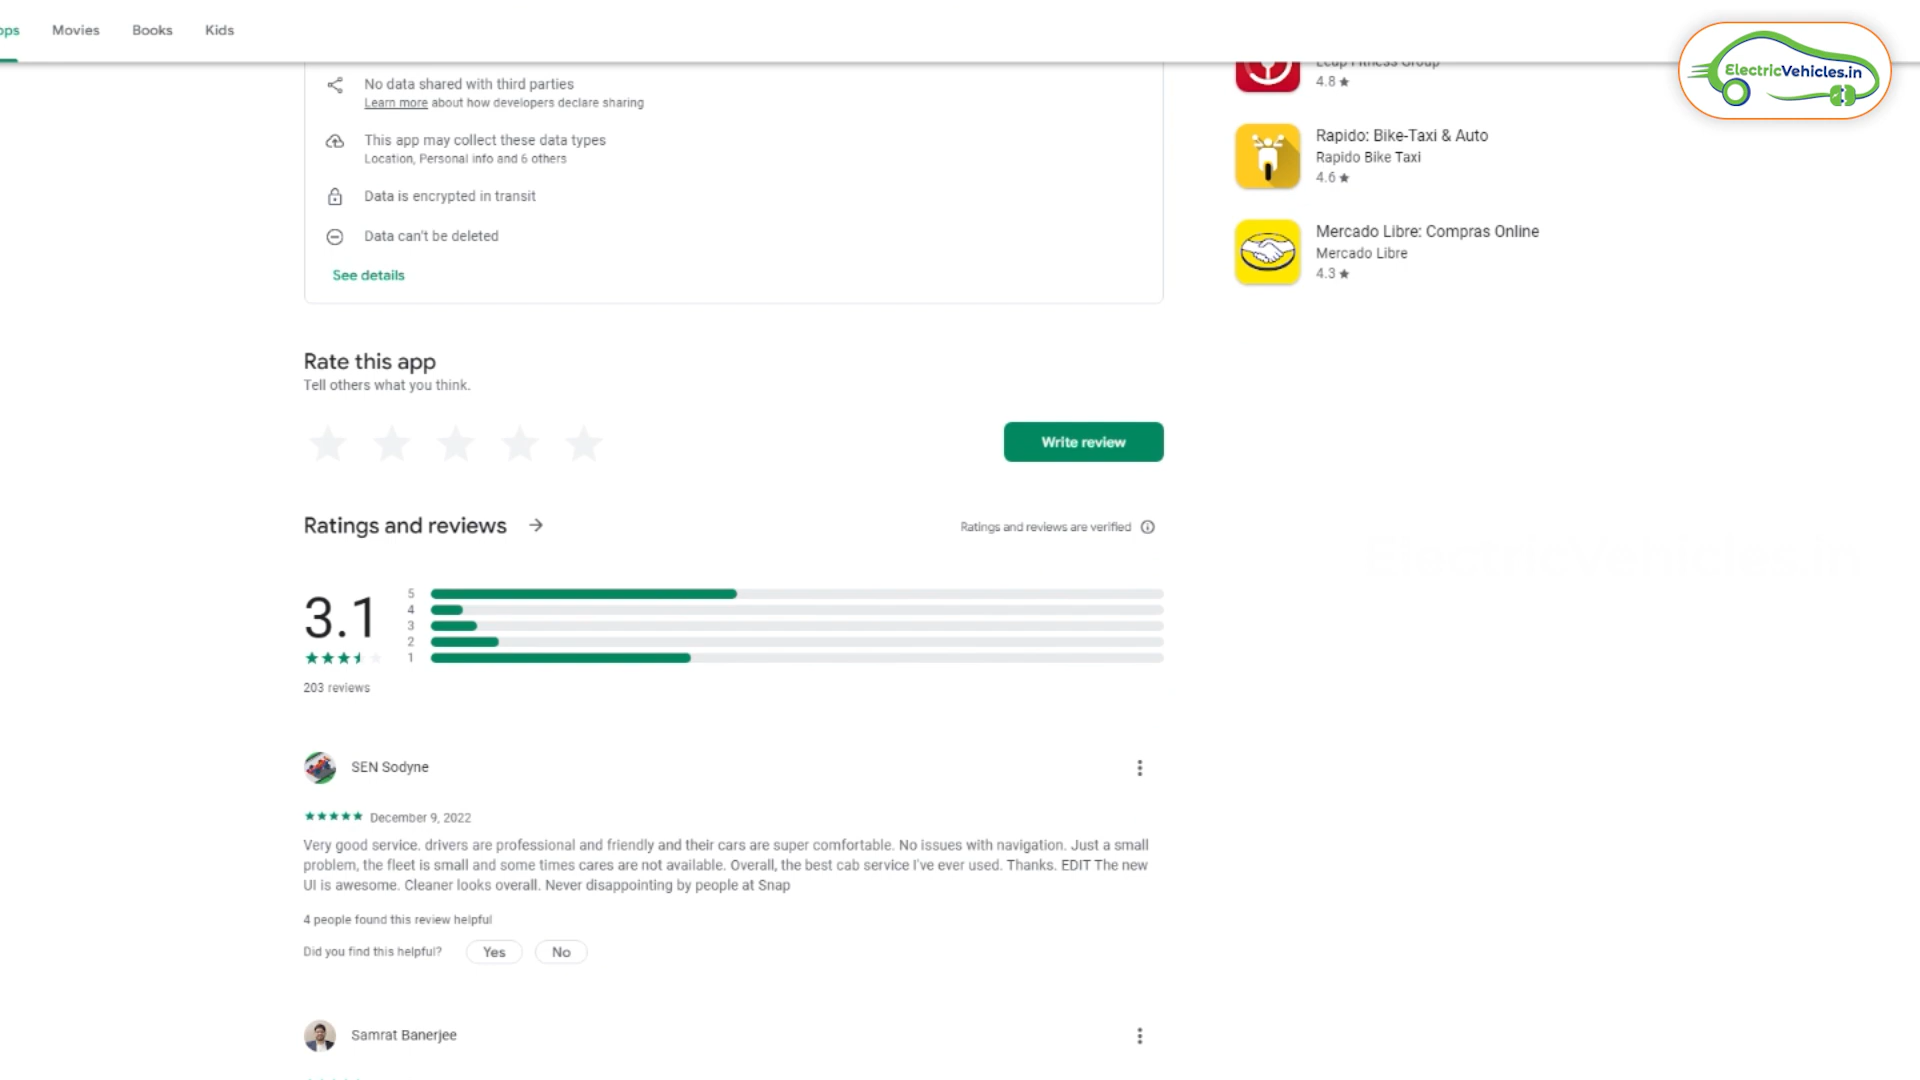 ops Movies Books Kids
ElectricVehicles.in
No data shared with third parties
Learn more about how developers declare sharing
This app may collect these data types
Location, Personal info and 6 others
Data is encrypted in transit
Data can't be deleted
See details
Leap Fitness Group
4.8 ★
Rapido: Bike-Taxi & Auto
Rapido Bike Taxi
4.6 ★
Mercado Libre: Compras Online
Mercado Libre
4.3 ★
Rate this app
Tell others what you think.
Write review
Ratings and reviews
Ratings and reviews are verified
3.1
5
4
3
2
1
203 reviews
ElectricVehicles.in
SEN Sodyne
December 9, 2022
Very good service. drivers are professional and friendly and their cars are super comfortable. No issues with navigation. Just a small
problem, the fleet is small and some times cares are not available. Overall, the best cab service I've ever used. Thanks. EDIT The new
UI is awesome. Cleaner looks overall. Never disappointing by people at Snap
4 people found this review helpful
Did you find this helpful? Yes No
Samrat Banerjee